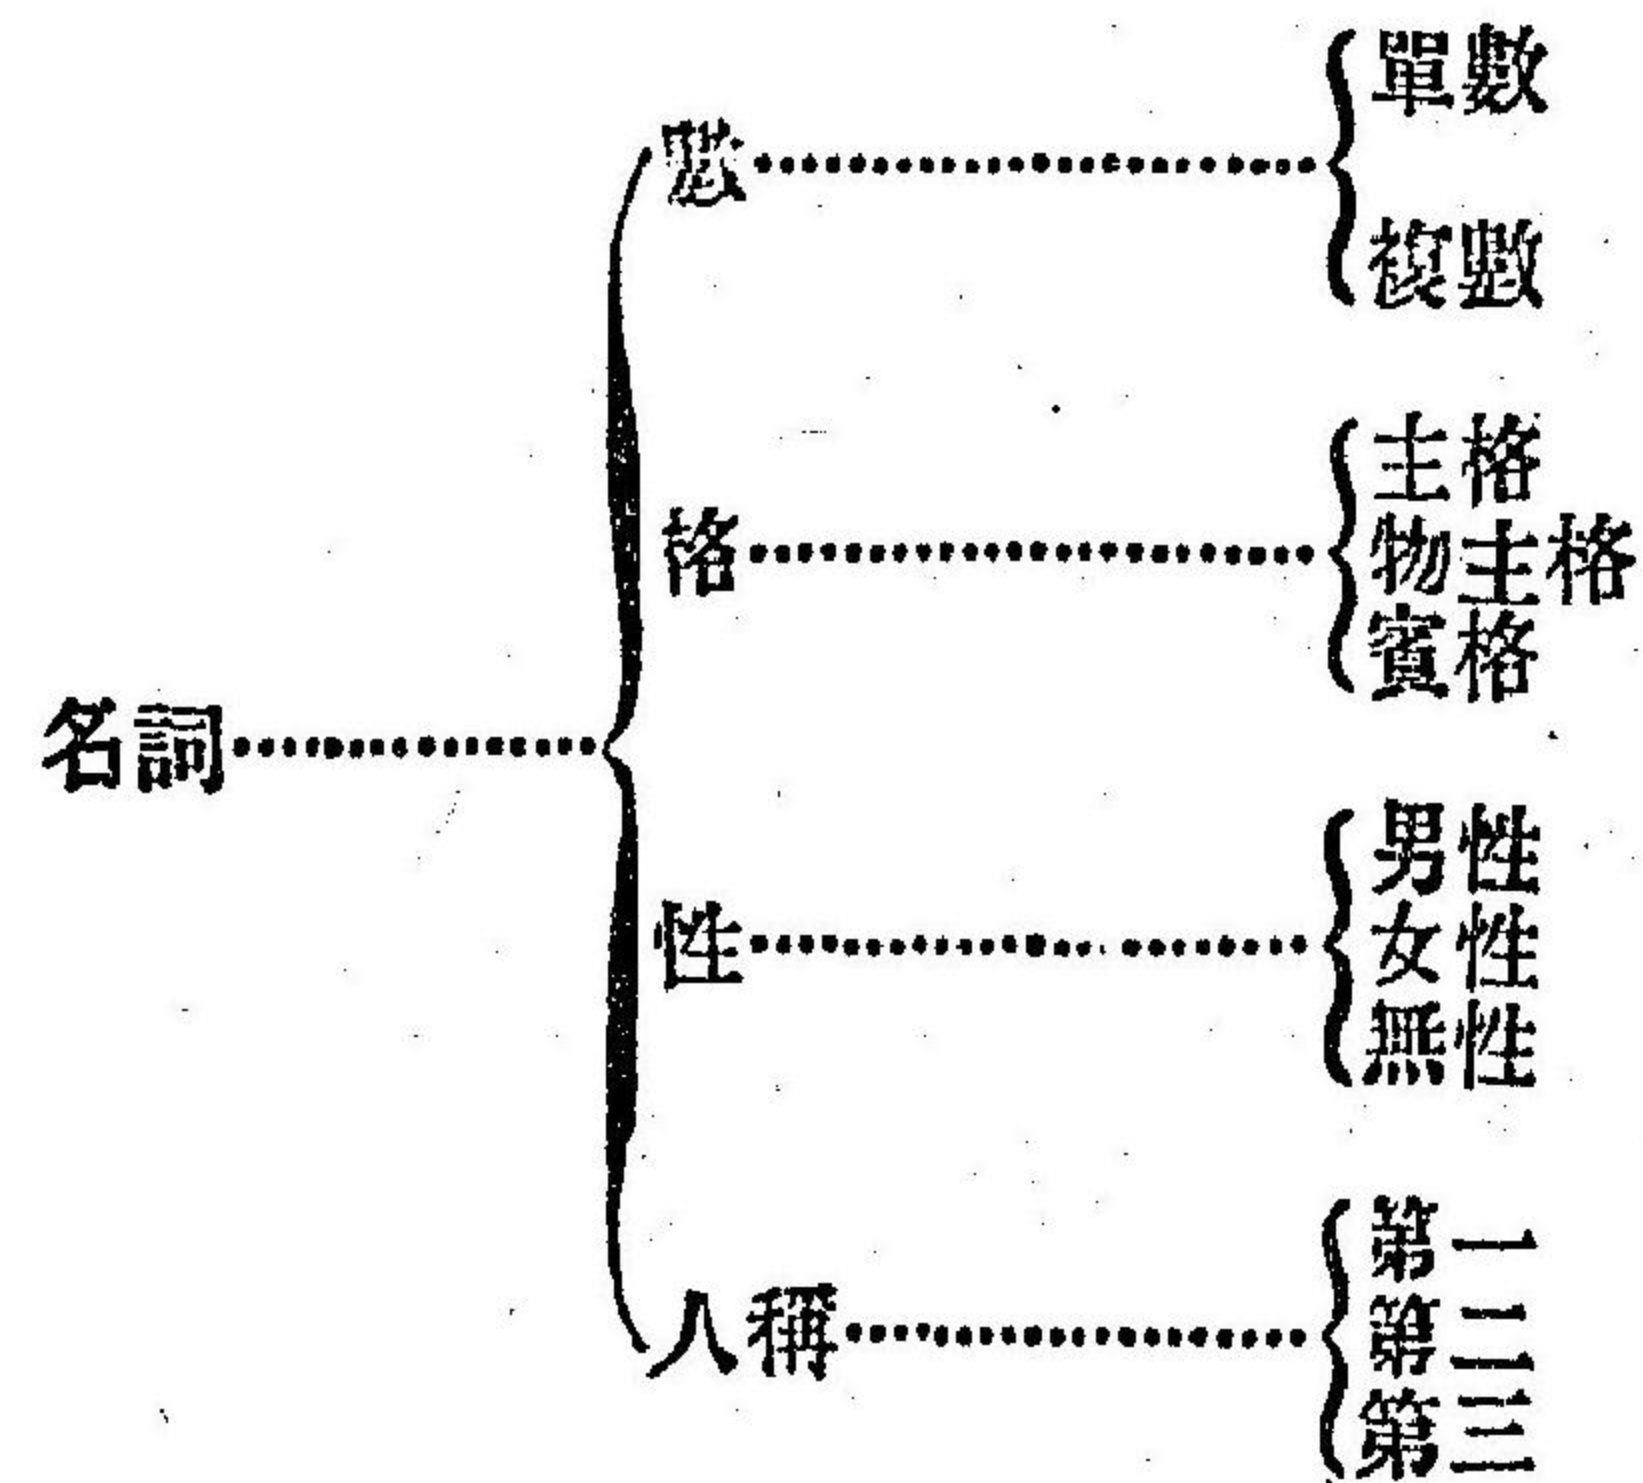 名詞
數
單數
複數
格
主格
物主格
賓格
性
男性
女性
無性
人稱
第一
第二
第三